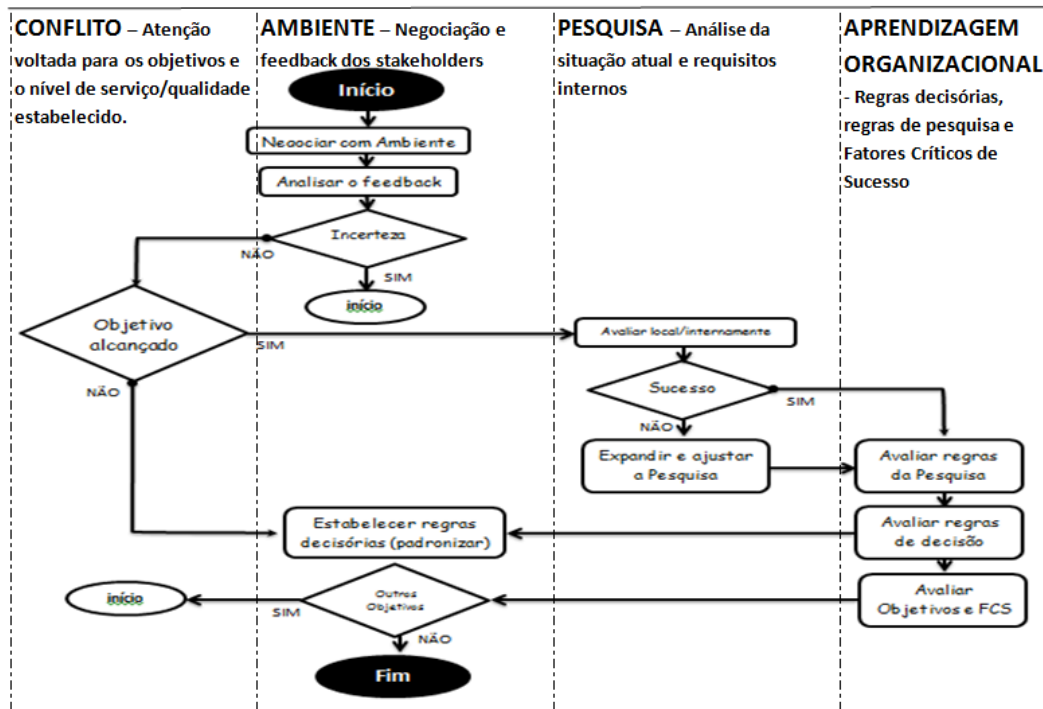 CONFLITO – Atenção
voltada para os objetivos e
o nível de serviço/qualidade
estabelecido.
AMBIENTE – Negociação e
feedback dos stakeholders
PESQUISA – Análise da
situação atual e requisitos
internos
APRENDIZAGEM
ORGANIZACIONAL
- Regras decisórias,
regras de pesquisa e
Fatores Críticos de
Sucesso
Início
Negociar com Ambiente
Analisar o feedback
Incerteza
NÃO
SIM
início
Objetivo
alcançado
SIM
NÃO
Avaliar local/internamente
Sucesso
SIM
NÃO
Expandir e ajustar
a Pesquisa
Avaliar regras
da Pesquisa
Estabelecer regras
decisórias (padronizar)
Avaliar regras
de decisão
Avaliar
Objetivos e FCS
Outros
Objetivos
SIM
início
NÃO
Fim